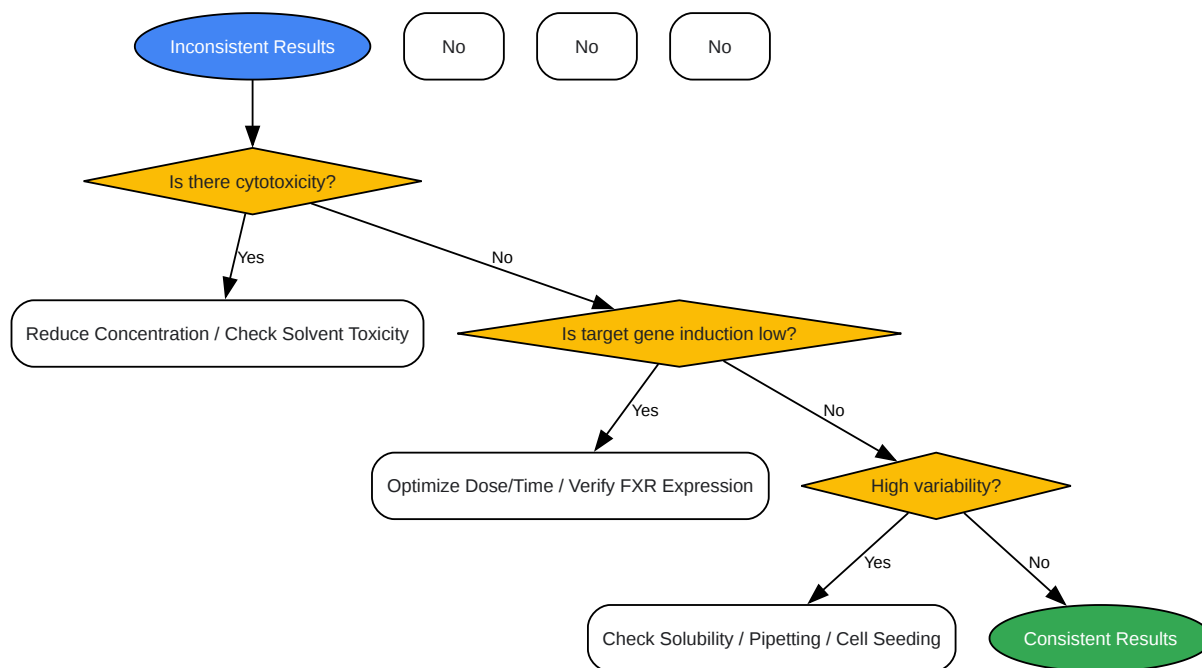 Inconsistent Results
No
No
No
Is there cytotoxicity?
Yes
No
Reduce Concentration / Check Solvent Toxicity
Is target gene induction low?
Yes
No
Optimize Dose/Time / Verify FXR Expression
High variability?
Yes
No
Check Solubility / Pipetting / Cell Seeding
Consistent Results